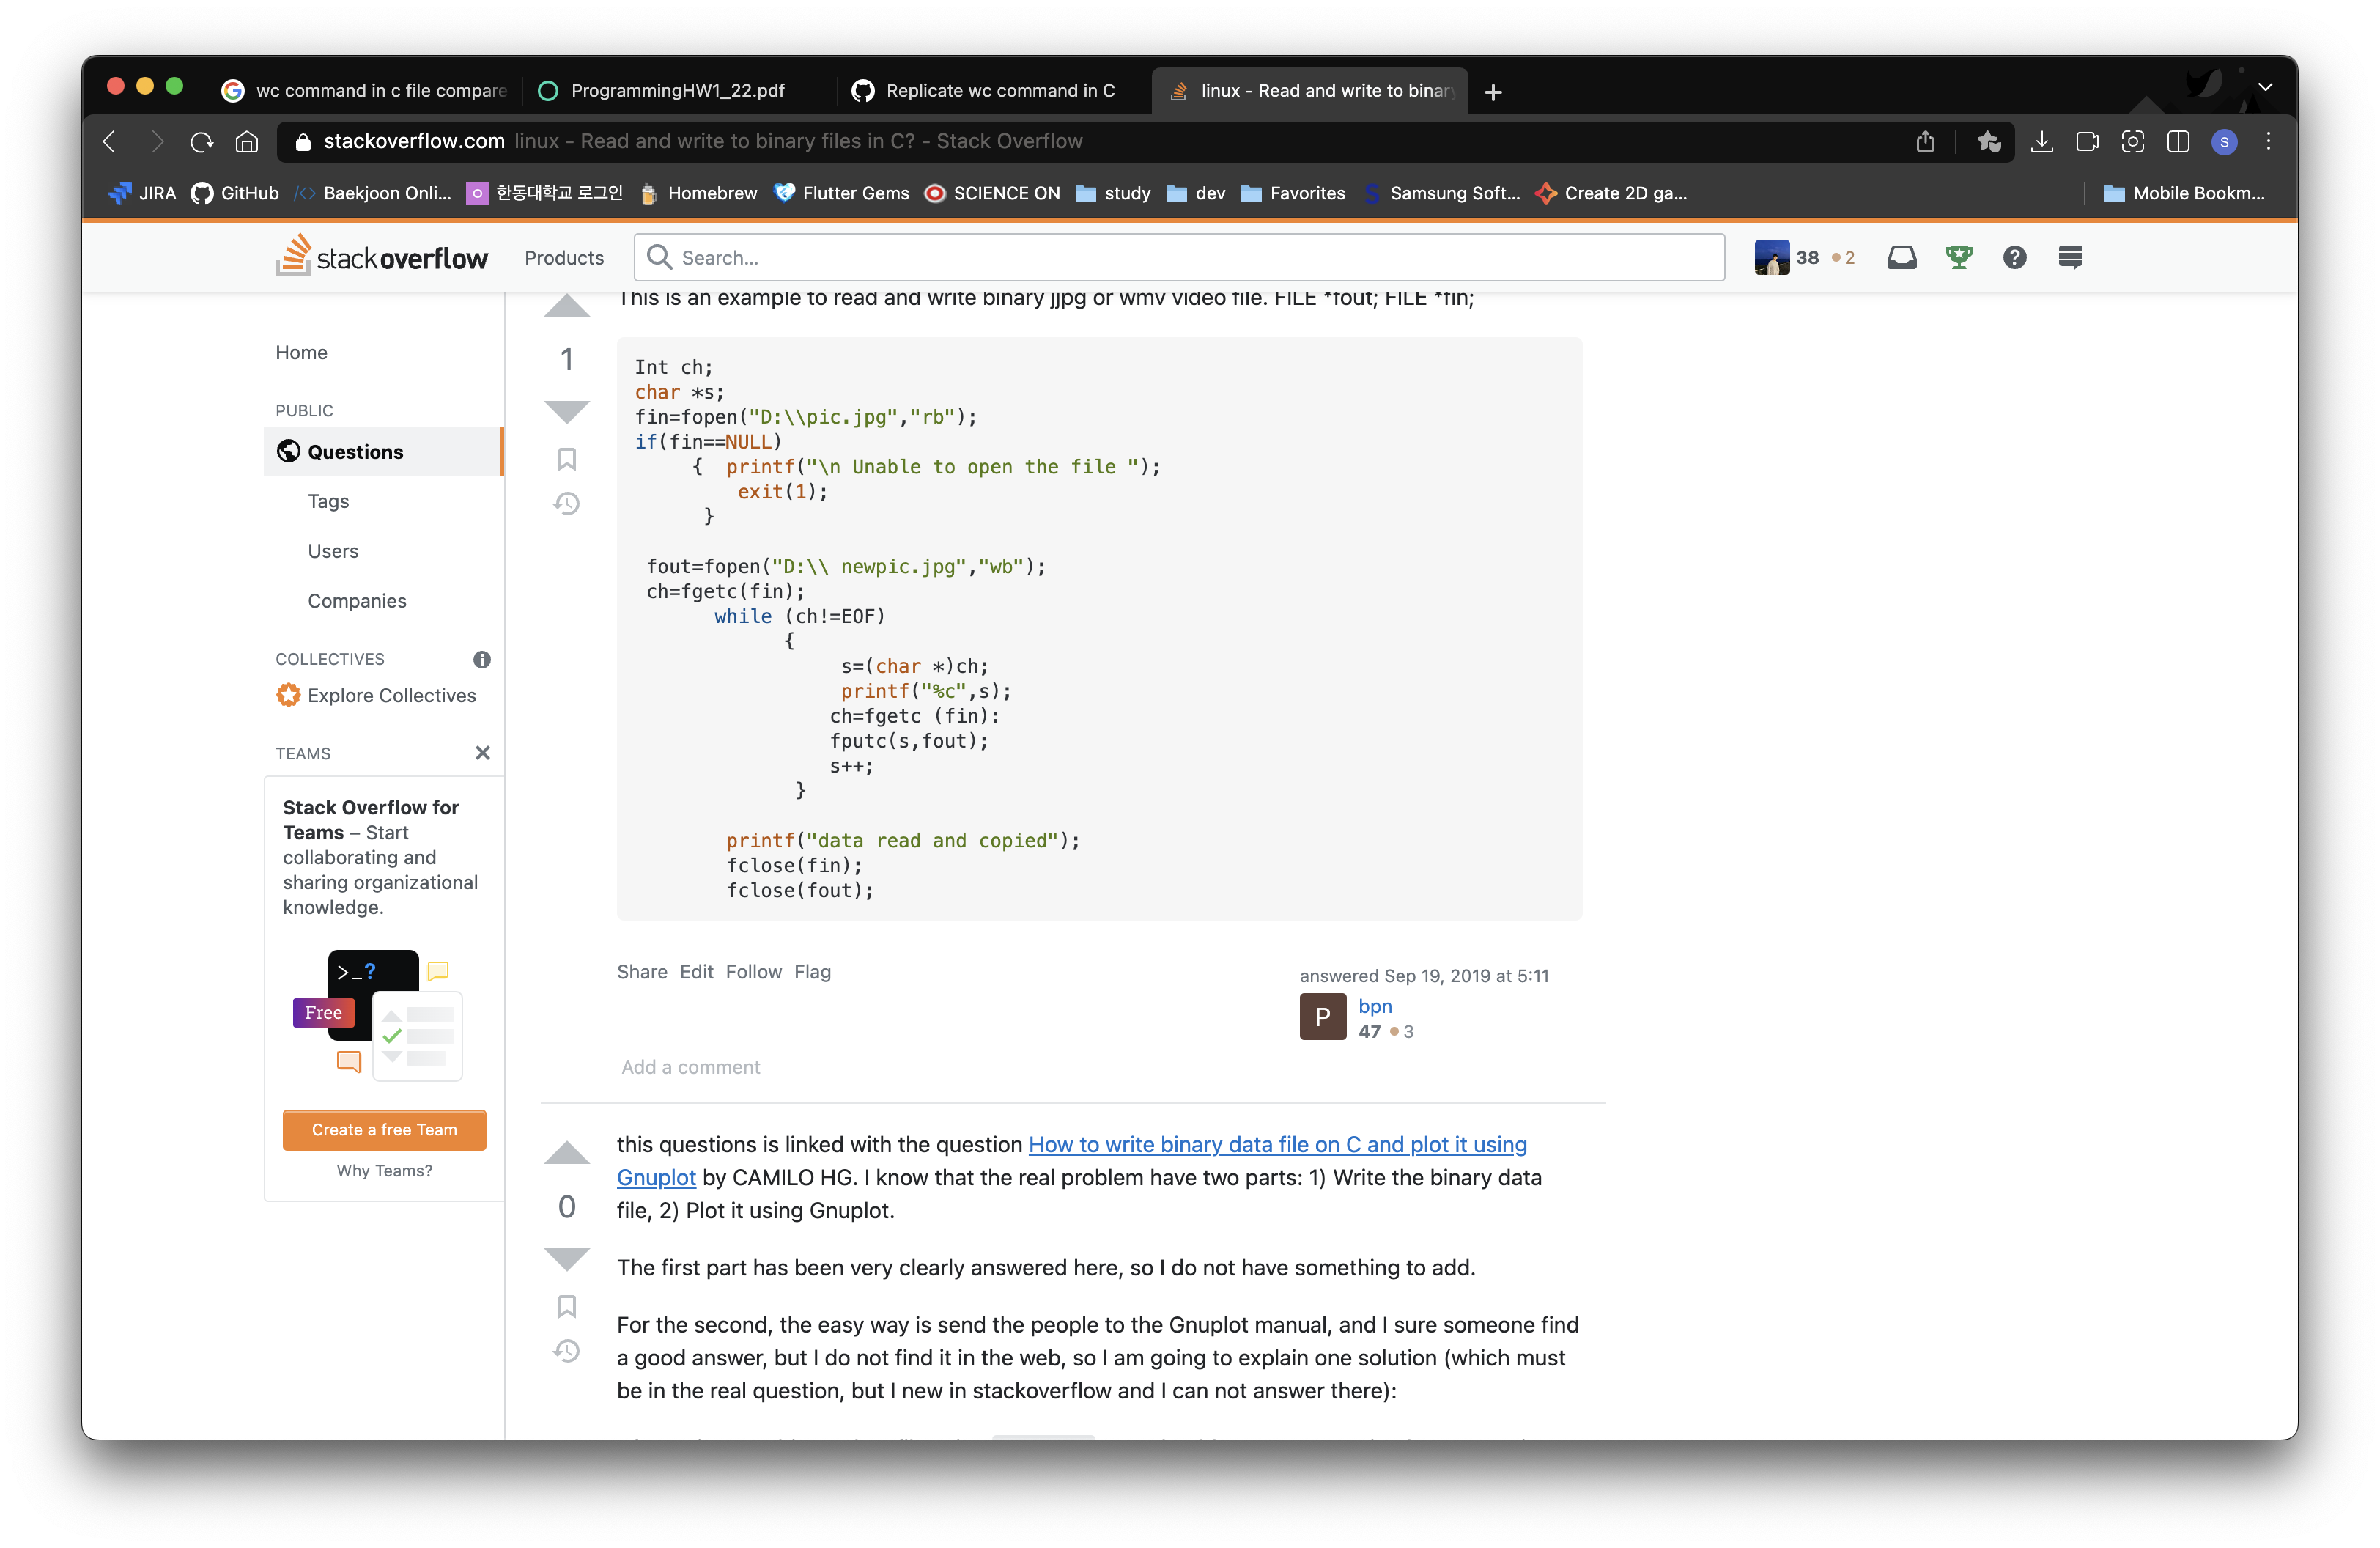 wc command in c file compare
ProgrammingHW1_22.pdf
Replicate wc command in C
linux - Read and write to binar
stackoverflow.com linux - Read and write to binary files in C? - Stack Overflow
S
JIRA
GitHub
Baekjoon Onli...
한동대학교 로그인
Homebrew
Flutter Gems
SCIENCE ON
study
dev
Favorites
Samsung Soft...
Create 2D ga...
Mobile Bookm...
stackoverflow
Products
Search...
38
2
Home
PUBLIC
Questions
Tags
Users
Companies
COLLECTIVES
Explore Collectives
TEAMS
Stack Overflow for
Teams – Start
collaborating and
sharing organizational
knowledge.
>_?
Free
Create a free Team
Why Teams?
This is an example to read and write binary jjpg or wmv video file. FILE *fout; FILE *fin;
1
Int ch;
char *s;
fin=fopen("D:\\pic.jpg","rb");
if(fin==NULL)
{  printf("\n Unable to open the file ");
exit(1);
}
fout=fopen("D:\\ newpic.jpg","wb");
ch=fgetc(fin);
while (ch!=EOF)
{
s=(char *)ch;
printf("%c",s);
ch=fgetc (fin):
fputc(s,fout);
s++;
}
printf("data read and copied");
fclose(fin);
fclose(fout);
Share Edit Follow Flag
answered Sep 19, 2019 at 5:11
P
bpn
47
3
Add a comment
0
this questions is linked with the question How to write binary data file on C and plot it using
Gnuplot by CAMILO HG. I know that the real problem have two parts: 1) Write the binary data
file, 2) Plot it using Gnuplot.
The first part has been very clearly answered here, so I do not have something to add.
For the second, the easy way is send the people to the Gnuplot manual, and I sure someone find
a good answer, but I do not find it in the web, so I am going to explain one solution (which must
be in the real question, but I new in stackoverflow and I can not answer there):